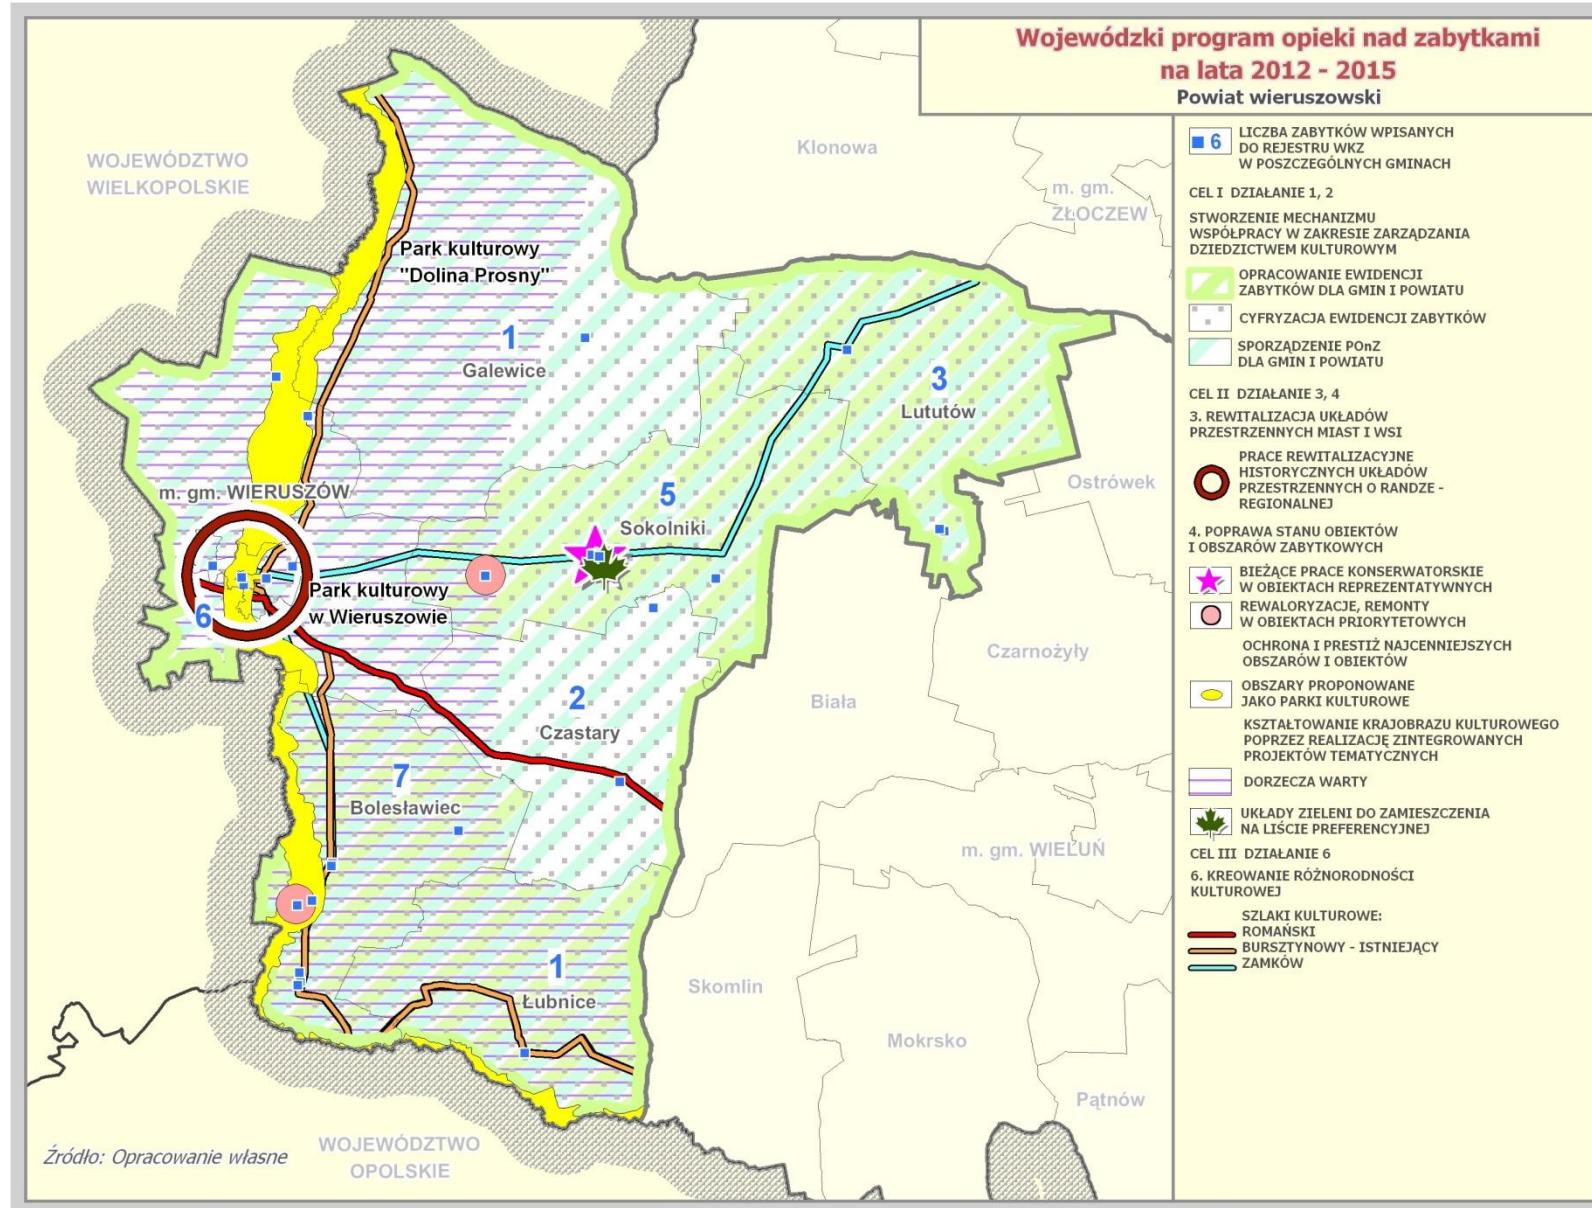 Wojewódzki program opieki nad zabytkami
na lata 2012 - 2015
Powiat wieruszowski
WOJEWÓDZTWO
WIELKOPOLSKIE
Klonowa
m. gm.
ZŁOCZEW
Park kulturowy
"Dolina Prosny"
1
Galewice
3
Lututów
m. gm. WIERUSZÓW
5
Sokolniki
Ostrówek
6
Park kulturowy
w Wieruszowie
Czarnożyły
2
Czastary
Biała
7
Bolesławiec
m. gm. WIELUŃ
1
Łubnice
Skomlin
Mokrsko
Pątnów
WOJEWÓDZTWO
OPOLSKIE
Źródło: Opracowanie własne
6 LICZBA ZABYTKÓW WPISANYCH
DO REJESTRU WKZ
W POSZCZEGÓLNYCH GMINACH
CEL I DZIAŁANIE 1, 2
STWORZENIE MECHANIZMU
WSPÓŁPRACY W ZAKRESIE ZARZĄDZANIA
DZIEDZICTWEM KULTUROWYM
OPRACOWANIE EWIDENCJI
ZABYTKÓW DLA GMIN I POWIATU
CYFRYZACJA EWIDENCJI ZABYTKÓW
SPORZĄDZENIE POnZ
DLA GMIN I POWIATU
CEL II DZIAŁANIE 3, 4
3. REWITALIZACJA UKŁADÓW
PRZESTRZENNYCH MIAST I WSI
PRACE REWITALIZACYJNE
HISTORYCZNYCH UKŁADÓW
PRZESTRZENNYCH O RANDZE -
REGIONALNEJ
4. POPRAWA STANU OBIEKTÓW
I OBSZARÓW ZABYTKOWYCH
BIEŻĄCE PRACE KONSERWATORSKIE
W OBIEKTACH REPREZENTATYWNYCH
REWALORYZACJE, REMONTY
W OBIEKTACH PRIORYTETOWYCH
OCHRONA I PRESTIŻ NAJCENNIEJSZYCH
OBSZARÓW I OBIEKTÓW
OBSZARY PROPONOWANE
JAKO PARKI KULTUROWE
KSZTAŁTOWANIE KRAJOBRAZU KULTUROWEGO
POPRZEZ REALIZACJĘ ZINTEGROWANYCH
PROJEKTÓW TEMATYCZNYCH
DORZECZA WARTY
UKŁADY ZIELENI DO ZAMIESZCZENIA
NA LIŚCIE PREFERENCYJNEJ
CEL III DZIAŁANIE 6
6. KREOWANIE RÓŻNORODNOŚCI
KULTUROWEJ
SZLAKI KULTUROWE:
ROMAŃSKI
BURSZTYNOWY - ISTNIEJĄCY
ZAMKÓW